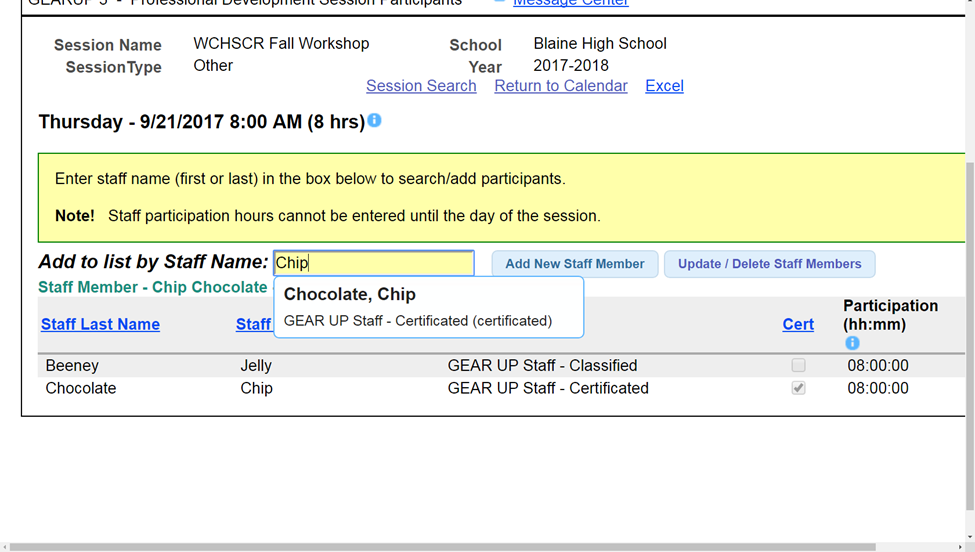 GEARUP 3 - Professional Development Session Participants Message Center
Session Name WCHSCR Fall Workshop School Blaine High School
SessionType Other Year 2017-2018
Session Search Return to Calendar Excel
Thursday - 9/21/2017 8:00 AM (8 hrs)
Enter staff name (first or last) in the box below to search/add participants.
Note! Staff participation hours cannot be entered until the day of the session.
Add to list by Staff Name: Chip Add New Staff Member Update / Delete Staff Members
Staff Member - Chip Chocolate -
Chocolate, Chip
GEAR UP Staff - Certificated (certificated)
Staff Last Name Staff Cert Participation
(hh:mm)
Beeney Jelly GEAR UP Staff - Classified 08:00:00
Chocolate Chip GEAR UP Staff - Certificated 08:00:00